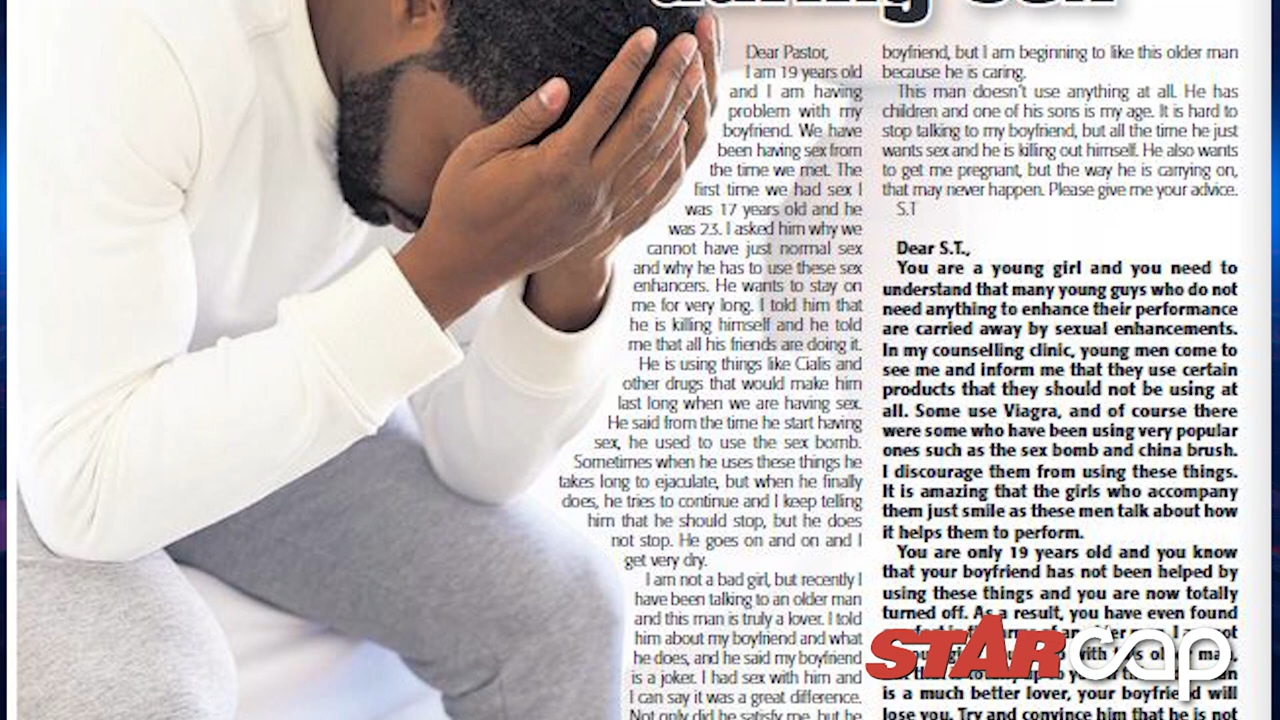 during sex
Dear Pastor,
I am 19 years old
and I am having
problem with my
boyfriend. We have
been having sex from
the time we met. The
first time we had sex I
was 17 years old and he
was 23. I asked him why we
cannot have just normal sex
and why he has to use these sex
enhancers. He wants to stay on
me for very long. I told him that
he is killing himself and he told
me that all his friends are doing it.
He is using things like Cialis and
other drugs that would make him
last long when we are having sex.
He said from the time he start having
sex, he used to use the sex bomb.
Sometimes when he uses these things he
takes long to ejaculate, but when he finally
does, he tries to continue and I keep telling
him that he should stop, but he does
not stop. He goes on and on and I
get very dry.
I am not a bad girl, but recently I
have been talking to an older man
and this man is truly a lover. I told
him about my boyfriend and what
he does, and he said my boyfriend
is a joker. I had sex with him and
I can say it was a great difference.
Not only did he satisfy me, but he
boyfriend, but I am beginning to like this older man
because he is caring.
This man doesn't use anything at all. He has
children and one of his sons is my age. It is hard to
stop talking to my boyfriend, but all the time he just
wants sex and he is killing out himself. He also wants
to get me pregnant, but the way he is carrying on,
that may never happen. Please give me your advice.
S.T
Dear S.T.,
You are a young girl and you need to
understand that many young guys who do not
need anything to enhance their performance
are carried away by sexual enhancements.
In my counselling clinic, young men come to
see me and inform me that they use certain
products that they should not be using at
all. Some use Viagra, and of course there
were some who have been using very popular
ones such as the sex bomb and china brush.
I discourage them from using these things.
It is amazing that the girls who accompany
them just smile as these men talk about how
it helps them to perform.
You are only 19 years old and you know
that your boyfriend has not been helped by
using these things and you are now totally
turned off. As a result, you have even found
is a much better lover, your boyfriend will
lose you. Try and convince him that he is not
STAR cap